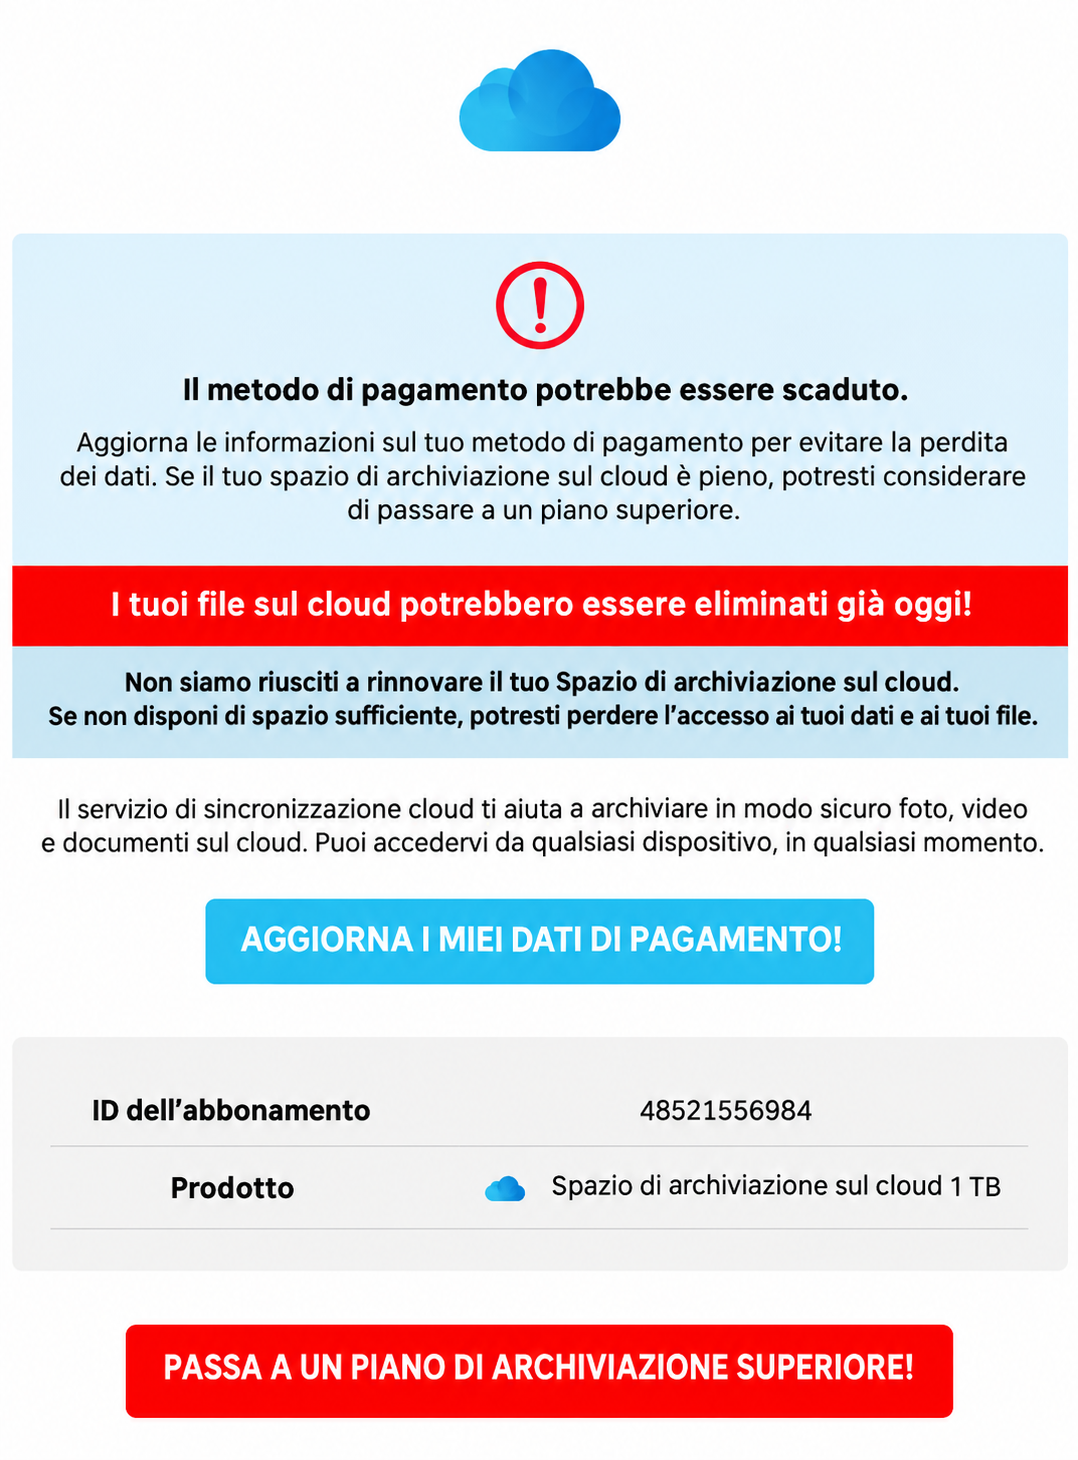 Il metodo di pagamento potrebbe essere scaduto.
Aggiorna le informazioni sul tuo metodo di pagamento per evitare la perdita
dei dati. Se il tuo spazio di archiviazione sul cloud è pieno, potresti considerare
di passare a un piano superiore.
I tuoi file sul cloud potrebbero essere eliminati già oggi!
Non siamo riusciti a rinnovare il tuo Spazio di archiviazione sul cloud.
Se non disponi di spazio sufficiente, potresti perdere l’accesso ai tuoi dati e ai tuoi file.
Il servizio di sincronizzazione cloud ti aiuta a archiviare in modo sicuro foto, video
e documenti sul cloud. Puoi accedervi da qualsiasi dispositivo, in qualsiasi momento.
AGGIORNA I MIEI DATI DI PAGAMENTO!
ID dell’abbonamento 48521556984
Prodotto Spazio di archiviazione sul cloud 1 TB
PASSA A UN PIANO DI ARCHIVIAZIONE SUPERIORE!